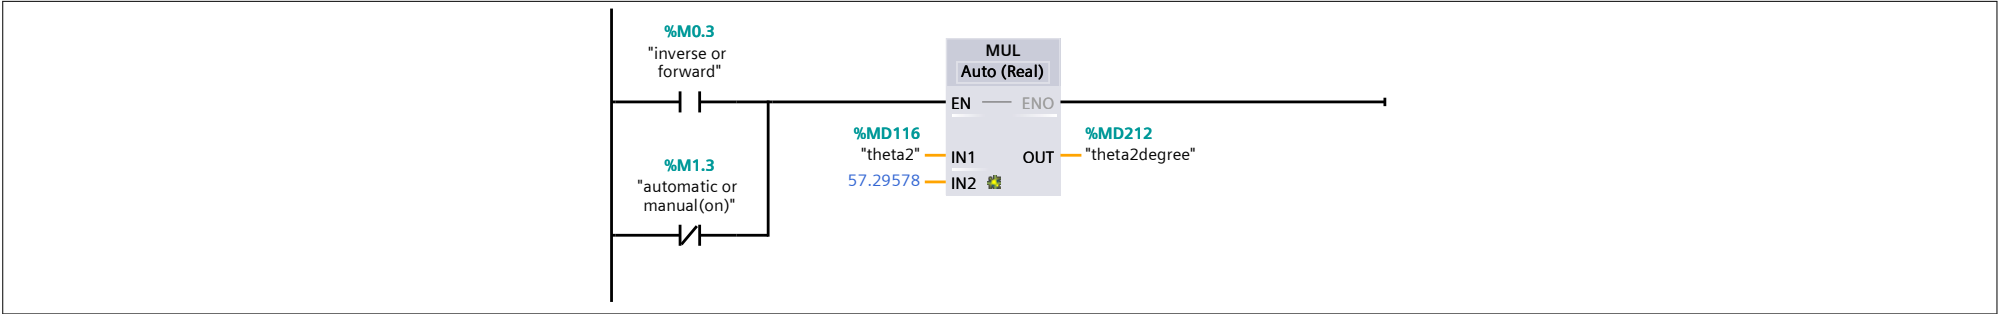 %M0.3
"inverse or
forward"
MUL
Auto (Real)
EN
ENO
%MD116
"theta2"
IN1
OUT
%MD212
"theta2degree"
57.29578
IN2
%M1.3
"automatic or
manual(on)"